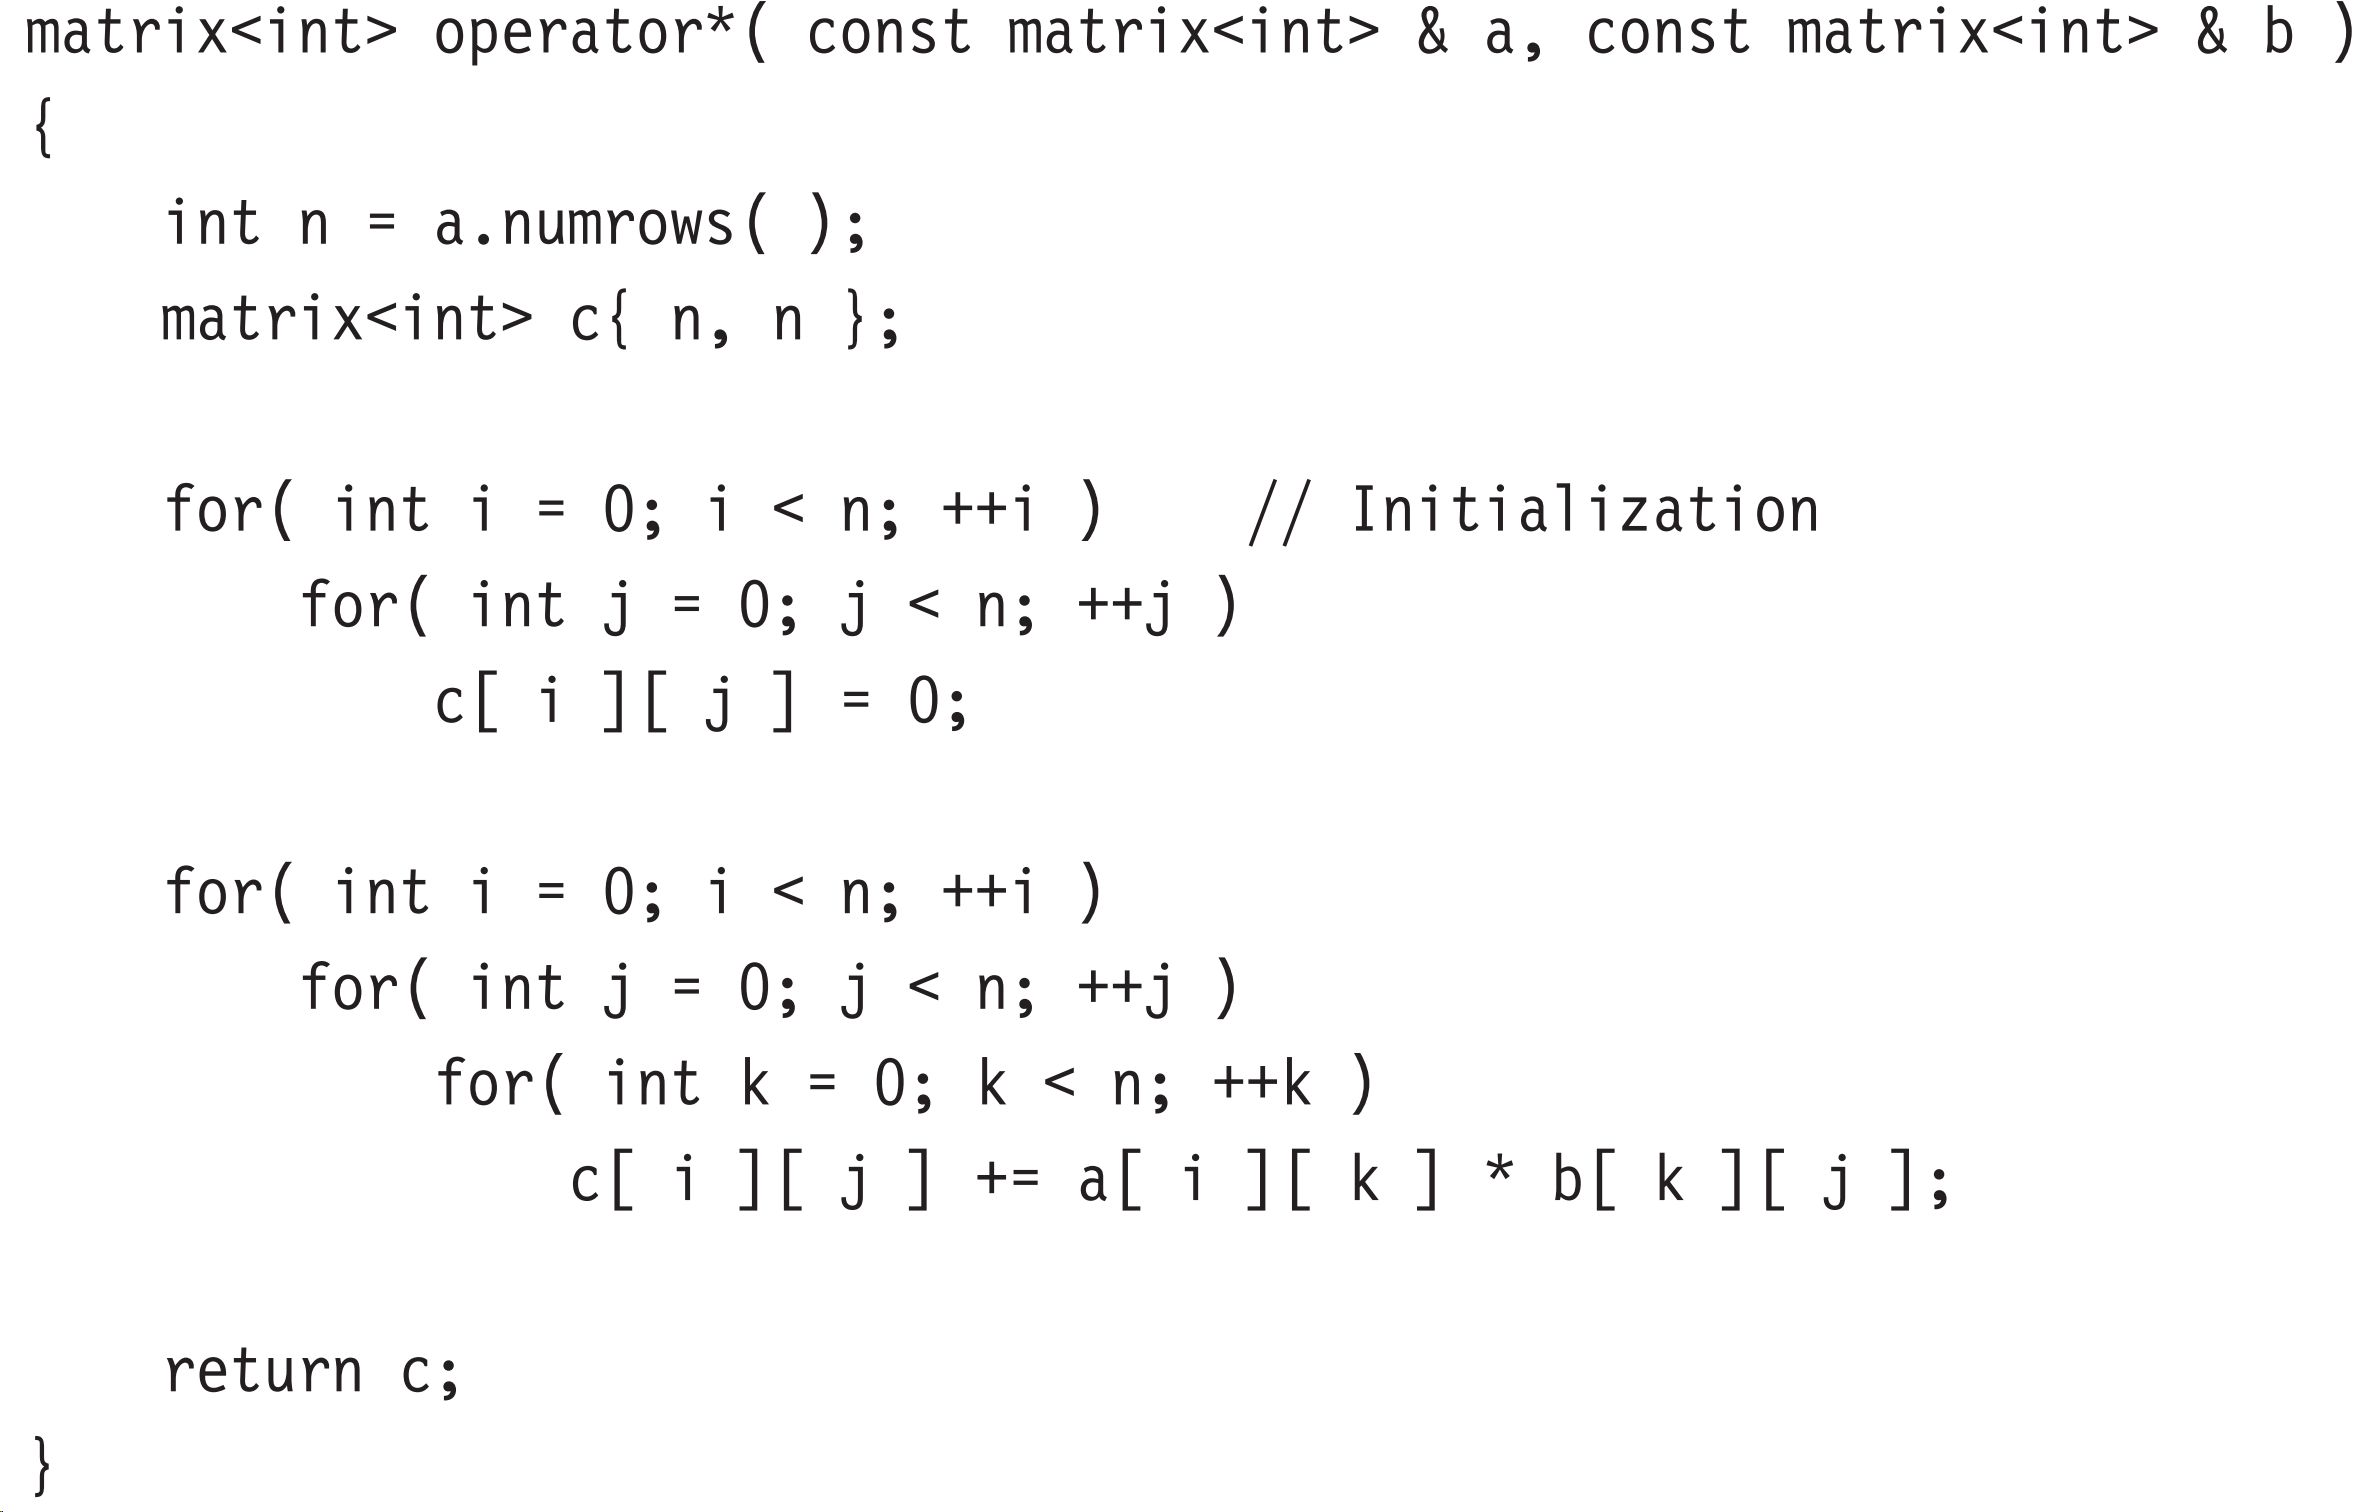 matrix<int> operator*( const matrix<int> & a, const matrix<int> & b )
{
    int n = a.numrows( );
    matrix<int> c{ n, n };

    for( int i = 0; i < n; ++i )    // Initialization
        for( int j = 0; j < n; ++j )
            c[ i ][ j ] = 0;

    for( int i = 0; i < n; ++i )
        for( int j = 0; j < n; ++j )
            for( int k = 0; k < n; ++k )
                c[ i ][ j ] += a[ i ][ k ] * b[ k ][ j ];

    return c;
}